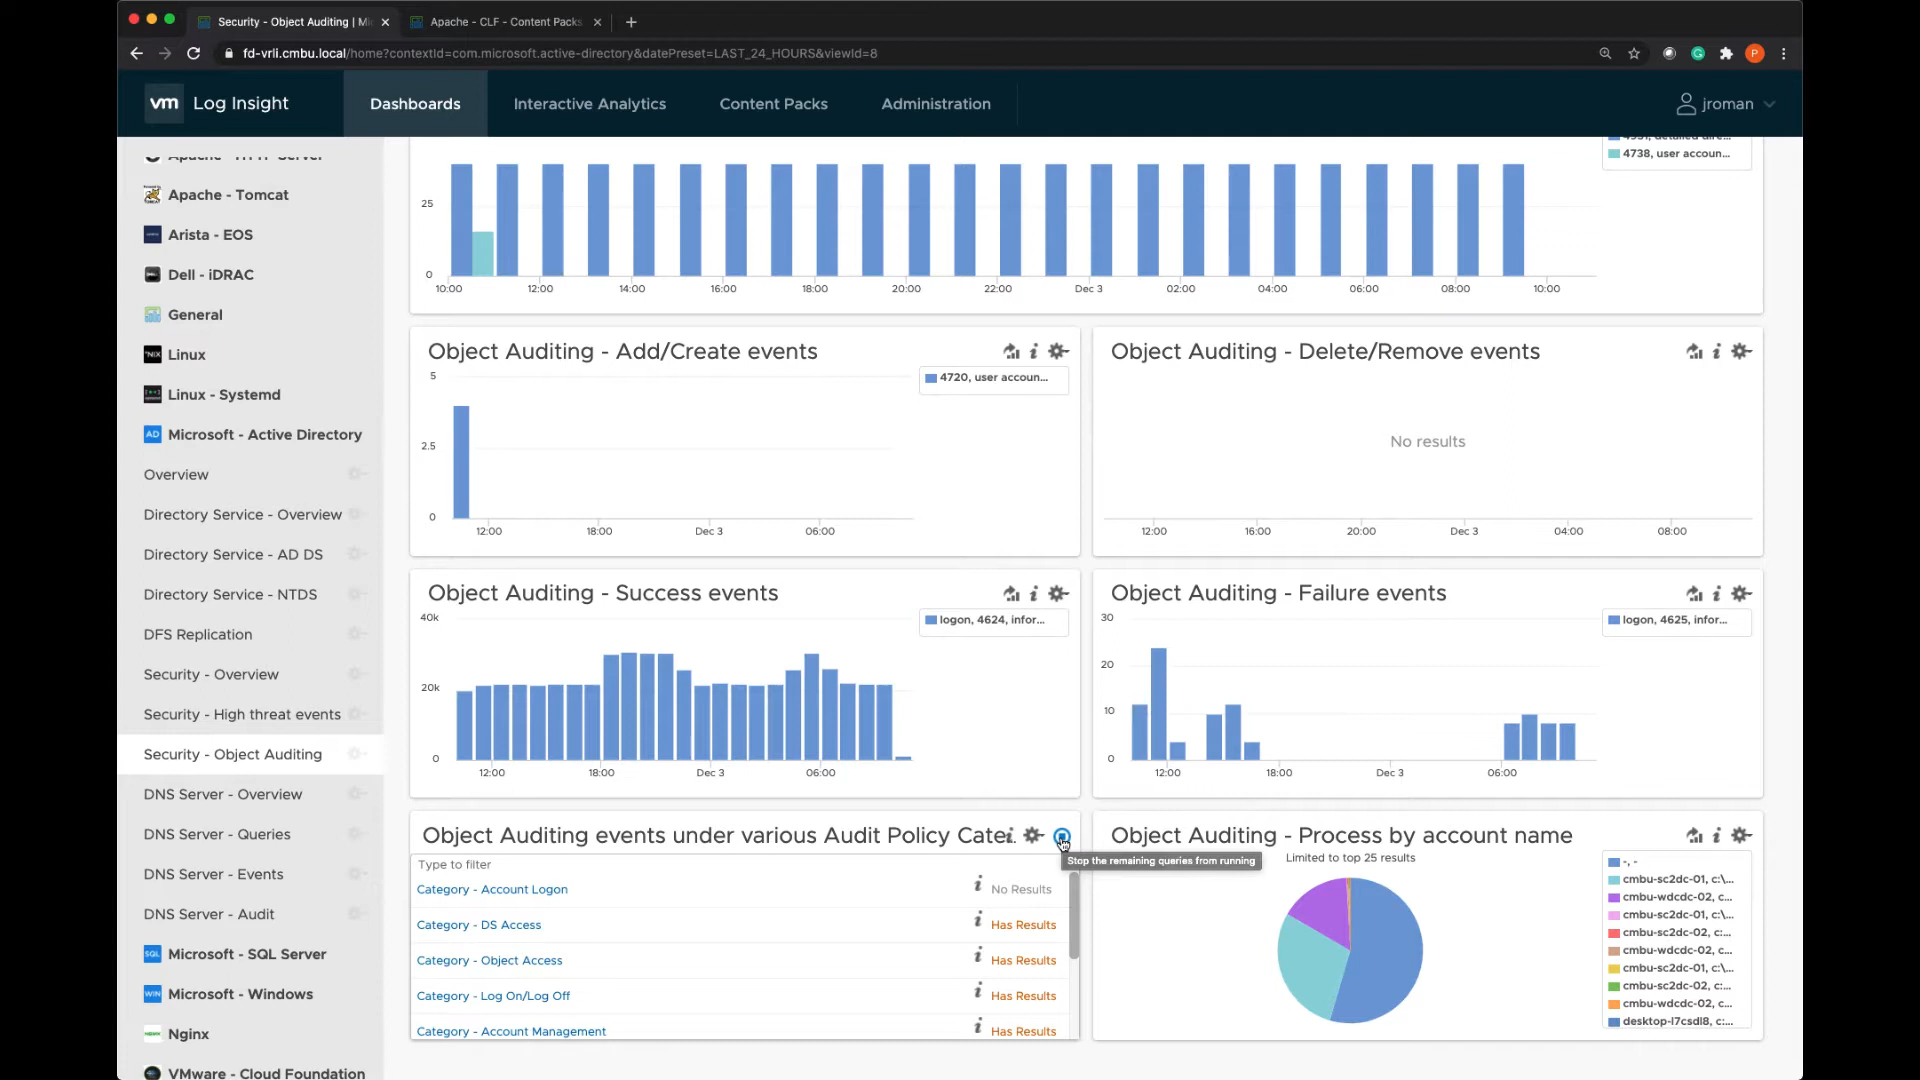 Security - Object Auditing | Mi
Apache - CLF - Content Packs
fd-vrli.cmbu.local/home?contextId=com.microsoft.active-directory&datePreset=LAST_24_HOURS&viewId=8
P
vm Log Insight
Dashboards
Interactive Analytics
Content Packs
Administration
jroman
Apache - Tomcat
Arista - EOS
Dell - iDRAC
General
Linux
Linux - Systemd
AD Microsoft - Active Directory
Overview
Directory Service - Overview
Directory Service - AD DS
Directory Service - NTDS
DFS Replication
Security - Overview
Security - High threat events
Security - Object Auditing
DNS Server - Overview
DNS Server - Queries
DNS Server - Events
DNS Server - Audit
SQL Microsoft - SQL Server
WIN Microsoft - Windows
Nginx
VMware - Cloud Foundation
4738, user accoun...
25
0
10:00 12:00 14:00 16:00 18:00 20:00 22:00 Dec 3 02:00 04:00 06:00 08:00 10:00
Object Auditing - Add/Create events
4720, user accoun...
5
2.5
0
12:00 18:00 Dec 3 06:00
Object Auditing - Delete/Remove events
No results
12:00 16:00 20:00 Dec 3 04:00 08:00
Object Auditing - Success events
logon, 4624, infor...
40k
20k
0
12:00 18:00 Dec 3 06:00
Object Auditing - Failure events
logon, 4625, infor...
30
20
10
0
12:00 18:00 Dec 3 06:00
Object Auditing events under various Audit Policy Cate...
Stop the remaining queries from running
Type to filter
Category - Account Logon No Results
Category - DS Access Has Results
Category - Object Access Has Results
Category - Log On/Log Off Has Results
Category - Account Management Has Results
Object Auditing - Process by account name
Limited to top 25 results
-, -
cmbu-sc2dc-01, c:\...
cmbu-wdcdc-02, c...
cmbu-sc2dc-01, c:\...
cmbu-sc2dc-02, c:...
cmbu-wdcdc-02, c...
cmbu-sc2dc-01, c:\...
cmbu-sc2dc-02, c:...
cmbu-wdcdc-02, c...
desktop-l7csdl8, c:...